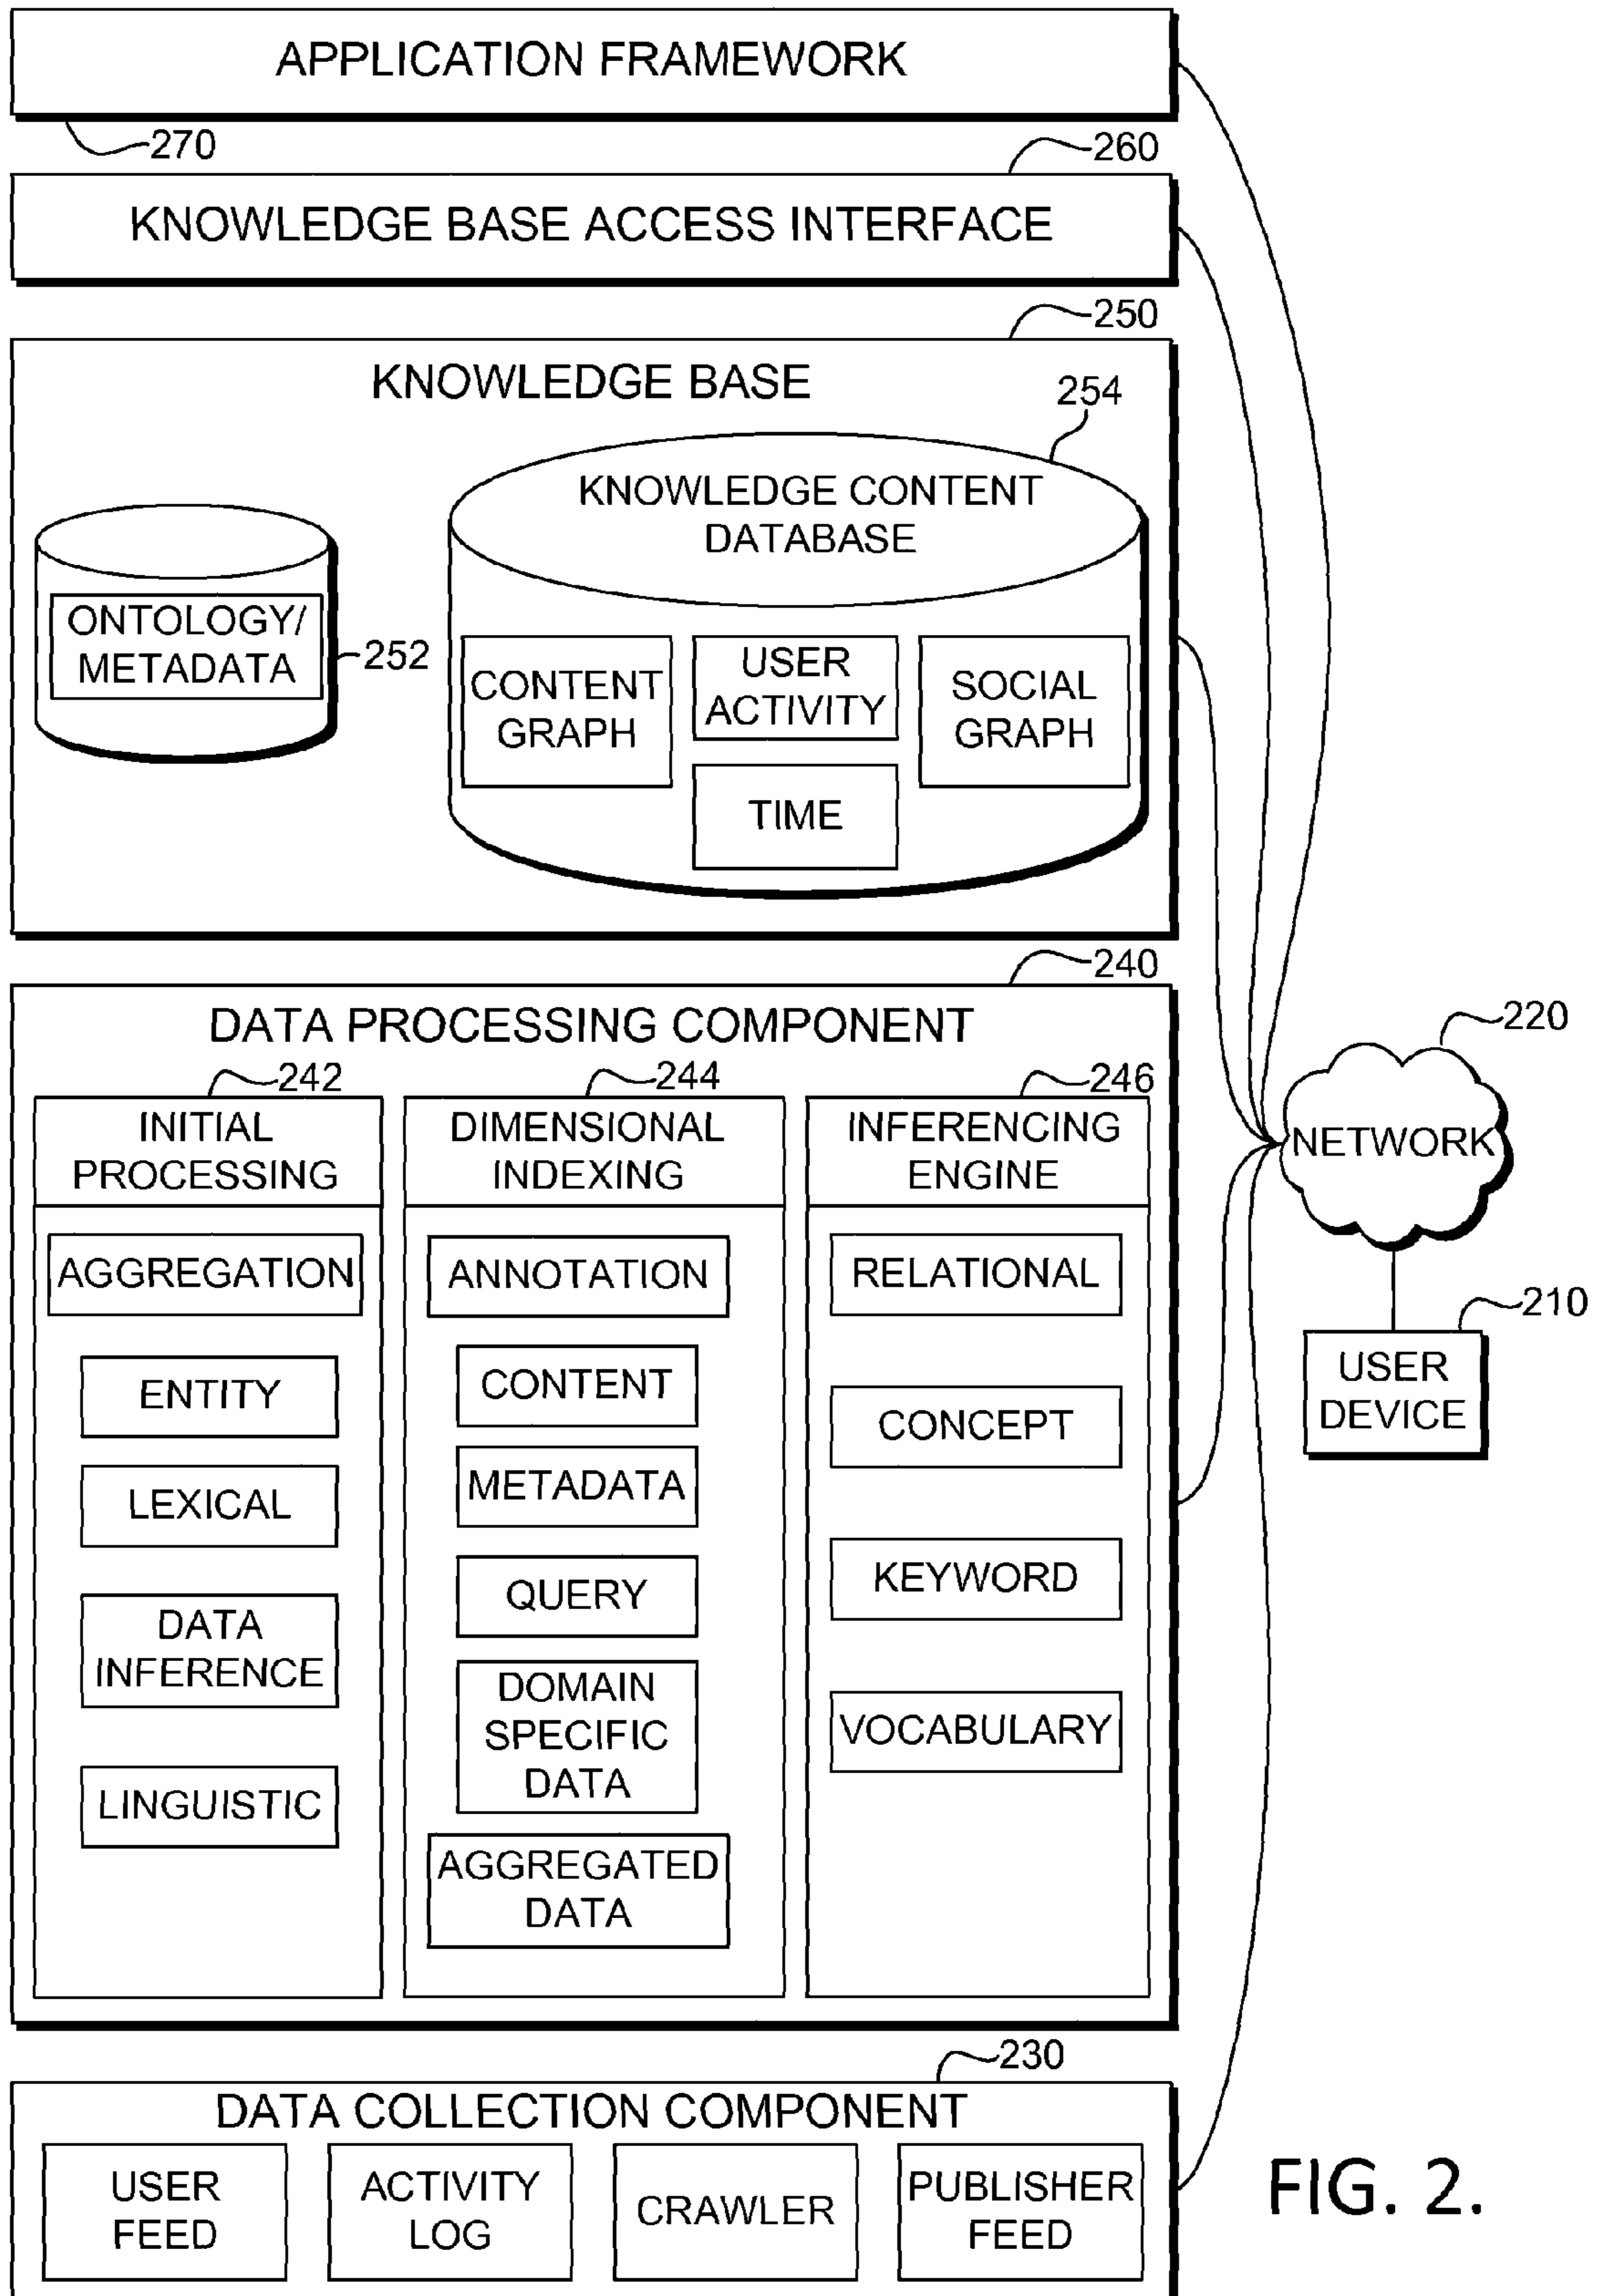 APPLICATION FRAMEWORK
270
260
KNOWLEDGE BASE ACCESS INTERFACE
250
KNOWLEDGE BASE
254
KNOWLEDGE CONTENT
DATABASE
ONTOLOGY/
METADATA
252
CONTENT
GRAPH
USER
ACTIVITY
SOCIAL
GRAPH
TIME
240
DATA PROCESSING COMPONENT
242
INITIAL
PROCESSING
AGGREGATION
ENTITY
LEXICAL
DATA
INFERENCE
LINGUISTIC
244
DIMENSIONAL
INDEXING
ANNOTATION
CONTENT
METADATA
QUERY
DOMAIN
SPECIFIC
DATA
AGGREGATED
DATA
246
INFERENCING
ENGINE
RELATIONAL
CONCEPT
KEYWORD
VOCABULARY
220
NETWORK
210
USER
DEVICE
230
DATA COLLECTION COMPONENT
USER
FEED
ACTIVITY
LOG
CRAWLER
PUBLISHER
FEED
FIG. 2.